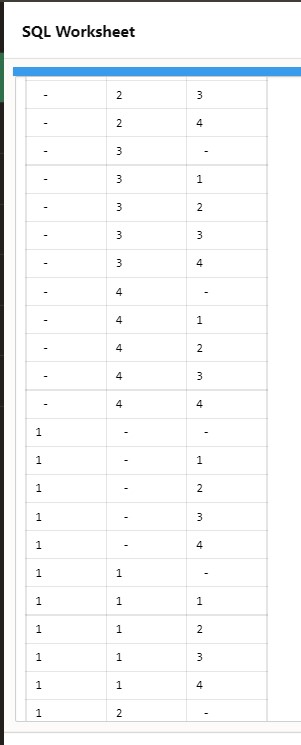 SQL Worksheet
- 2 3
- 2 4
- 3 -
- 3 1
- 3 2
- 3 3
- 3 4
- 4 -
- 4 1
- 4 2
- 4 3
- 4 4
1 - -
1 - 1
1 - 2
1 - 3
1 - 4
1 1 -
1 1 1
1 1 2
1 1 3
1 1 4
1 2 -